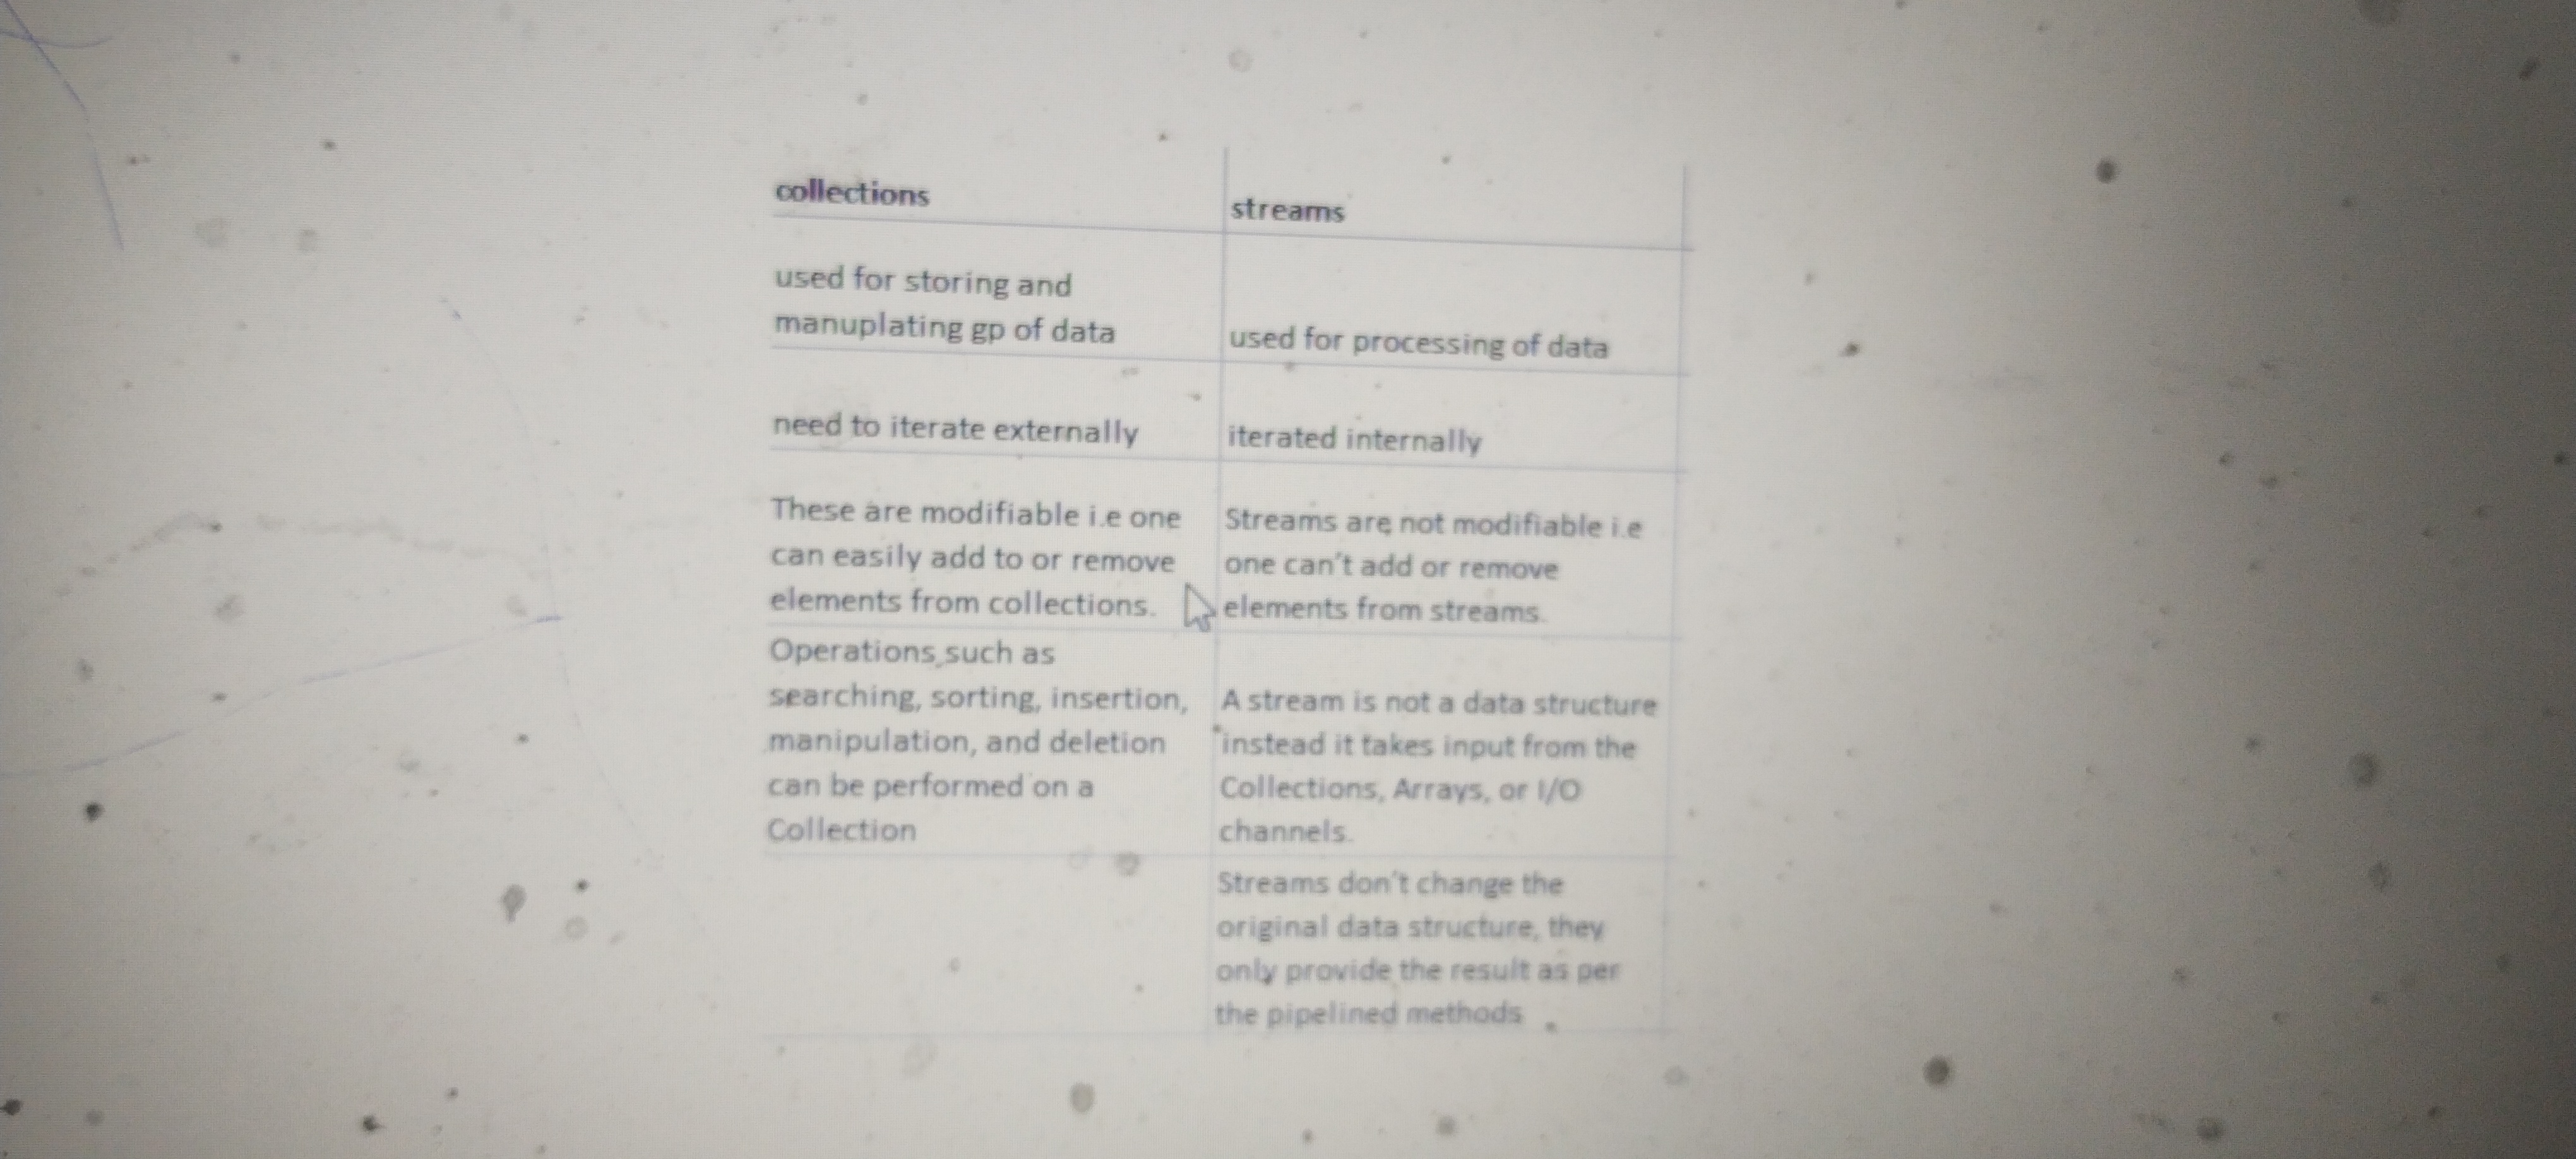 collections
streams
used for storing and
manuplating gp of data
used for processing of data
need to iterate externally
iterated internally
These are modifiable i.e one
can easily add to or remove
elements from collections.
Streams are not modifiable i.e
one can't add or remove
elements from streams.
Operations such as
searching, sorting, insertion,
manipulation, and deletion
can be performed on a
Collection
A stream is not a data structure
instead it takes input from the
Collections, Arrays, or I/O
channels.
Streams don't change the
original data structure, they
only provide the result as per
the pipelined methods